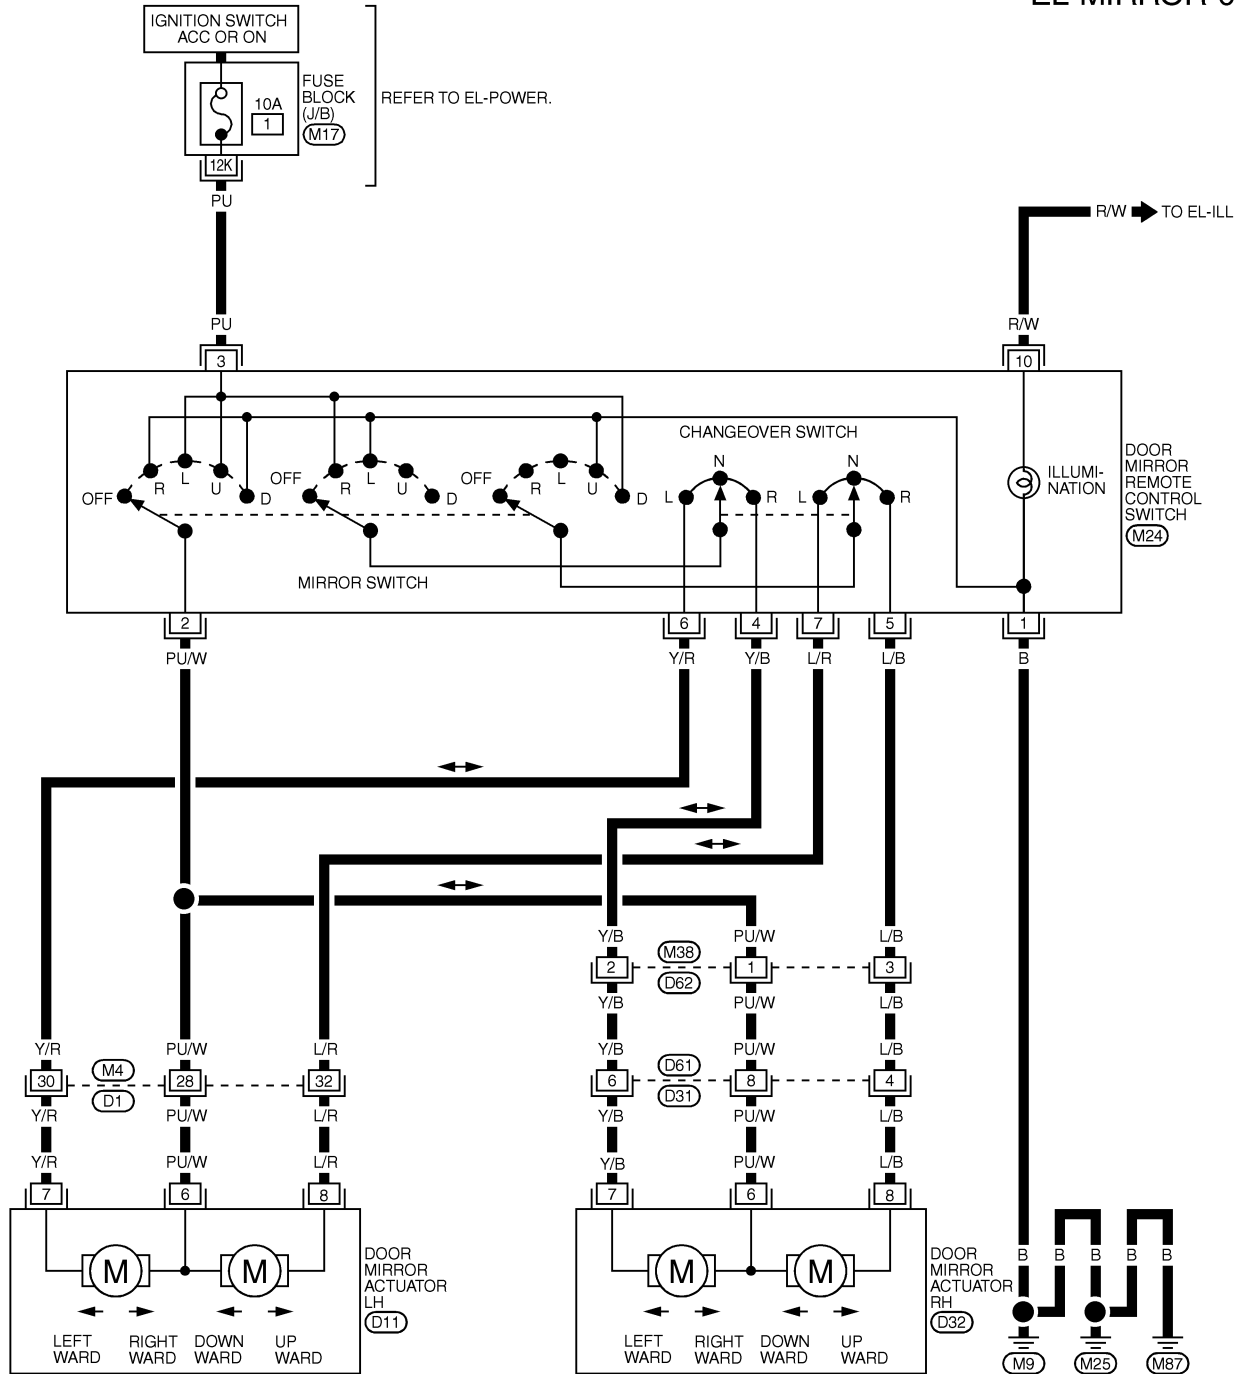 IGNITION SWITCH
ACC OR ON
FUSE
BLOCK
(J/B)
M17
10A
1
REFER TO EL-POWER.
12K
PU
R/W
TO EL-ILL
PU
R/W
3
10
CHANGEOVER SWITCH
OFF
R
L
U
D
OFF
R
L
U
D
OFF
R
L
U
D
L
N
R
L
N
R
ILLUMI-
NATION
DOOR
MIRROR
REMOTE
CONTROL
SWITCH
M24
MIRROR SWITCH
2
6
4
7
5
1
PU/W
Y/R
Y/B
L/R
L/B
B
Y/B
PU/W
L/B
M38
2
1
3
D62
Y/B
PU/W
L/B
Y/R
PU/W
L/R
Y/B
PU/W
L/B
M4
D61
30
28
32
6
8
4
D1
D31
Y/R
PU/W
L/R
Y/B
PU/W
L/B
Y/R
PU/W
L/R
Y/B
PU/W
L/B
7
6
8
7
6
8
M
M
DOOR
MIRROR
ACTUATOR
LH
D11
LEFT
WARD
RIGHT
WARD
DOWN
WARD
UP
WARD
M
M
DOOR
MIRROR
ACTUATOR
RH
D32
LEFT
WARD
RIGHT
WARD
DOWN
WARD
UP
WARD
B
B
B
B
B
M9
M25
M87